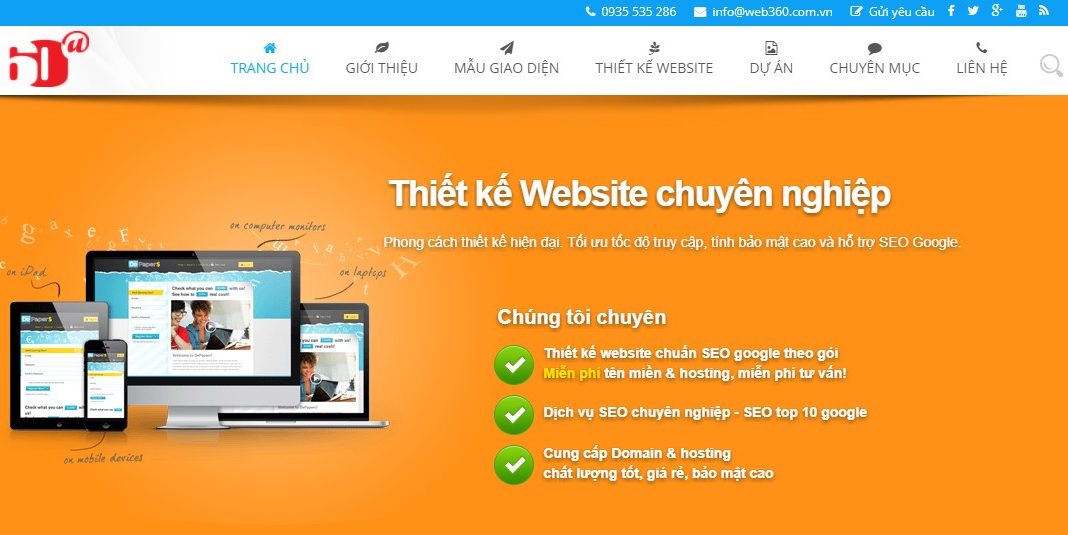 0935 535 286 info@web360.com.vn Gửi yêu cầu
TRANG CHỦ GIỚI THIỆU MẪU GIAO DIỆN THIẾT KẾ WEBSITE DỰ ÁN CHUYÊN MỤC LIÊN HỆ
Thiết kế Website chuyên nghiệp
Phong cách thiết kế hiện đại. Tối ưu tốc độ truy cập, tính bảo mật cao và hỗ trợ SEO Google.
on computer monitors
on iPad
on laptops
DePaper$
Check what you can with us!
See how to real cash!
Welcome to DePapers!
on mobile devices
Chúng tôi chuyên
Thiết kế website chuẩn SEO google theo gói
Miễn phí tên miền & hosting, miễn phí tư vấn!
Dịch vụ SEO chuyên nghiệp - SEO top 10 google
Cung cấp Domain & hosting
chất lượng tốt, giá rẻ, bảo mật cao